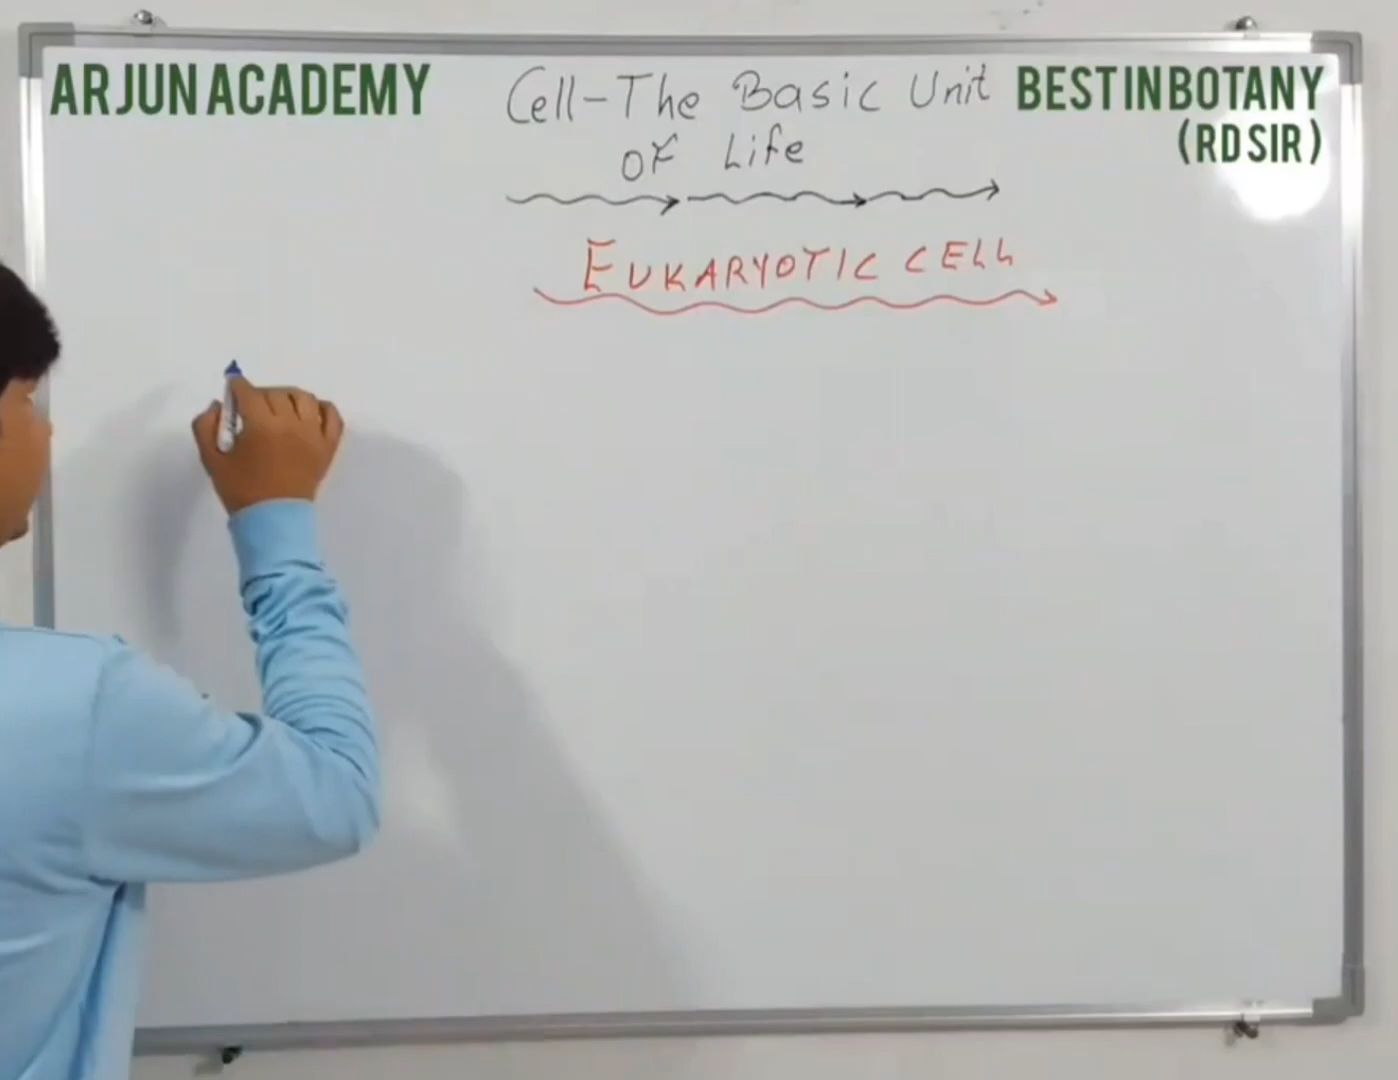 ARJUN ACADEMY
Cell-The Basic Unit
of Life
BEST IN BOTANY
(RD SIR)
EUKARYOTIC CELL